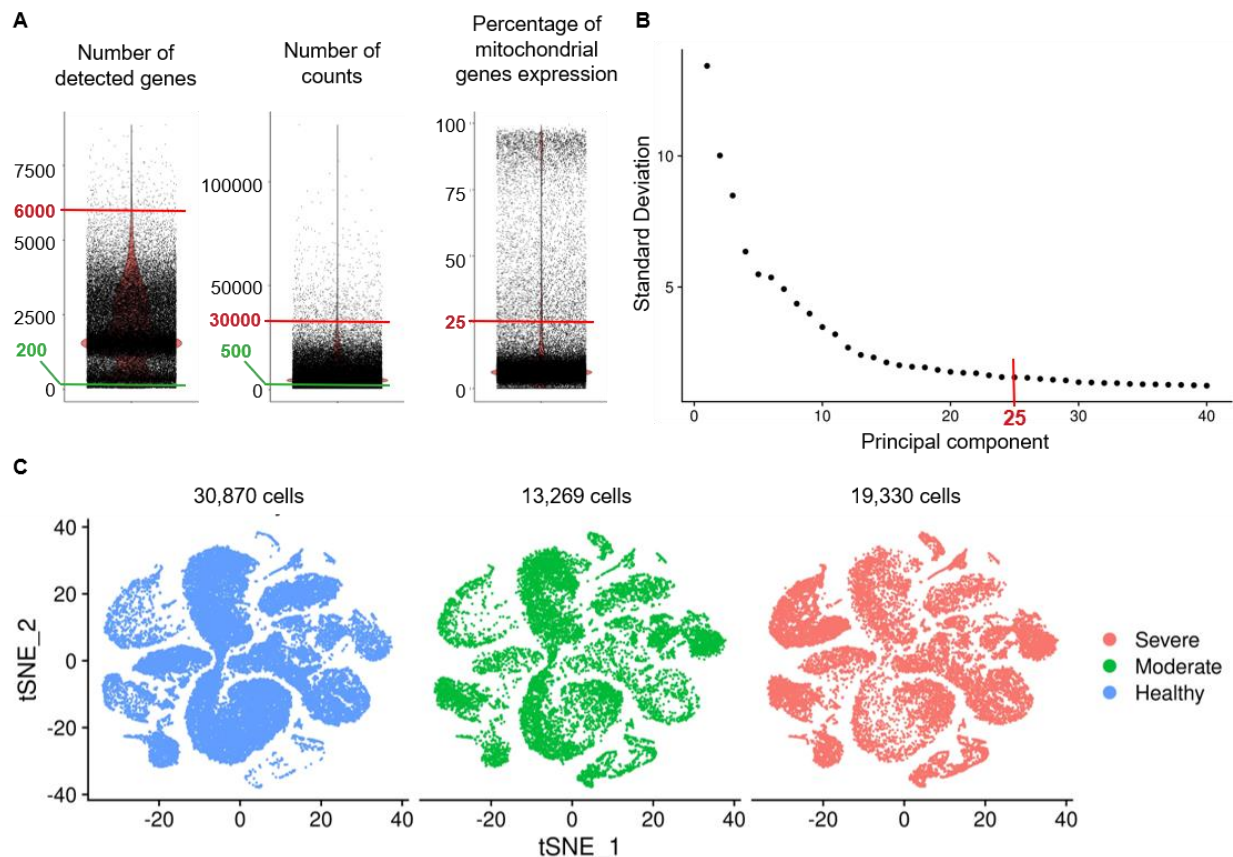 A
Number of
detected genes
7500
6000
5000
2500
200
0
Number of
counts
100000
50000
30000
500
0
Percentage of
mitochondrial
genes expression
100
75
50
25
0
B
Standard Deviation
10
5
0
10
20
25
30
40
Principal component
C
30,870 cells
13,269 cells
19,330 cells
tSNE_2
40
20
0
-20
-40
-20
0
20
40
-20
0
20
40
-20
0
20
40
tSNE_1
Severe
Moderate
Healthy